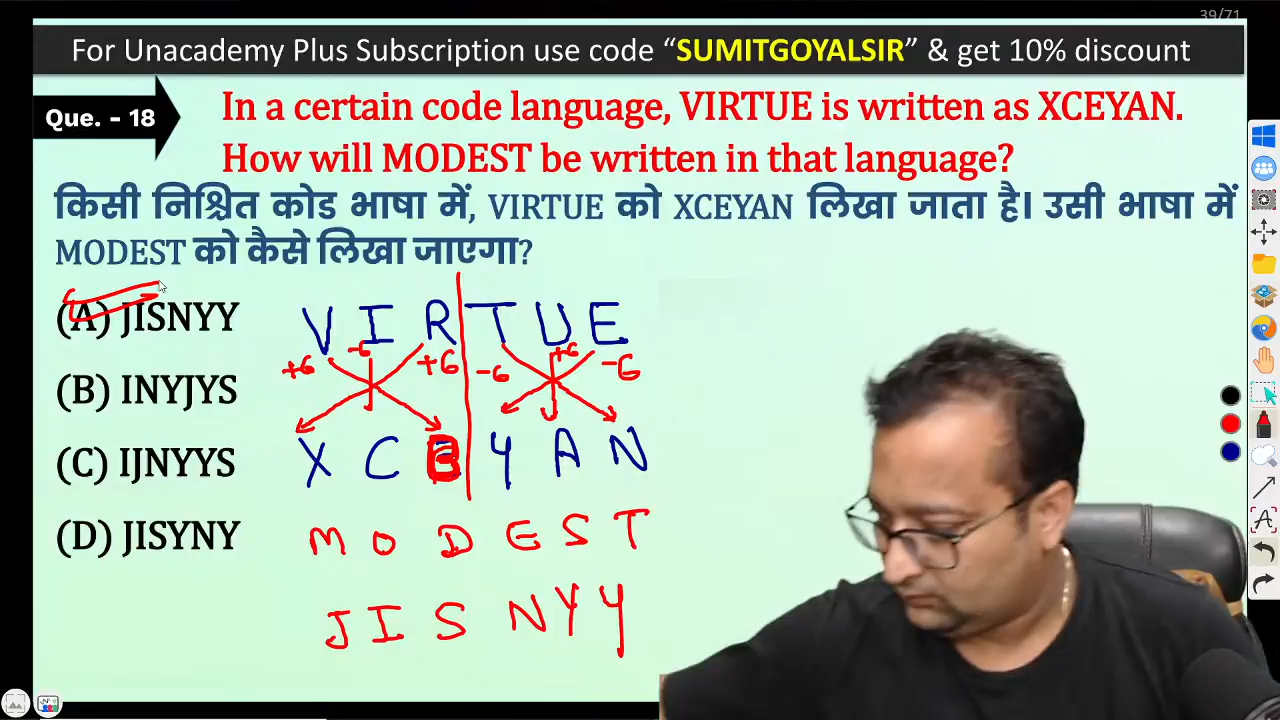 39/71
For Unacademy Plus Subscription use code “SUMITGOYALSIR” & get 10% discount
Que. - 18
In a certain code language, VIRTUE is written as XCEYAN.
How will MODEST be written in that language?
किसी निश्चित कोड भाषा में, VIRTUE को XCEYAN लिखा जाता है। उसी भाषा में
MODEST को कैसे लिखा जाएगा?
(A) JISNYY
(B) INYJYS
(C) IJNYYS
(D) JISYNY
V I R T U E
+6 -6 +6 -6 +6 -6
X C Y A N
M O D E S T
J I S N Y Y